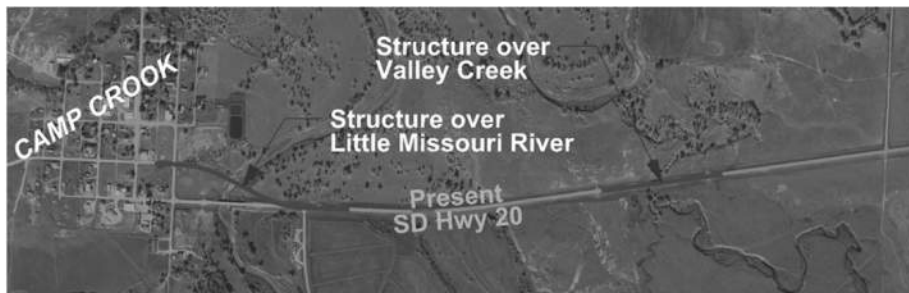 CAMP CROOK
Structure over
Valley Creek
Structure over
Little Missouri River
Present
SD Hwy 20